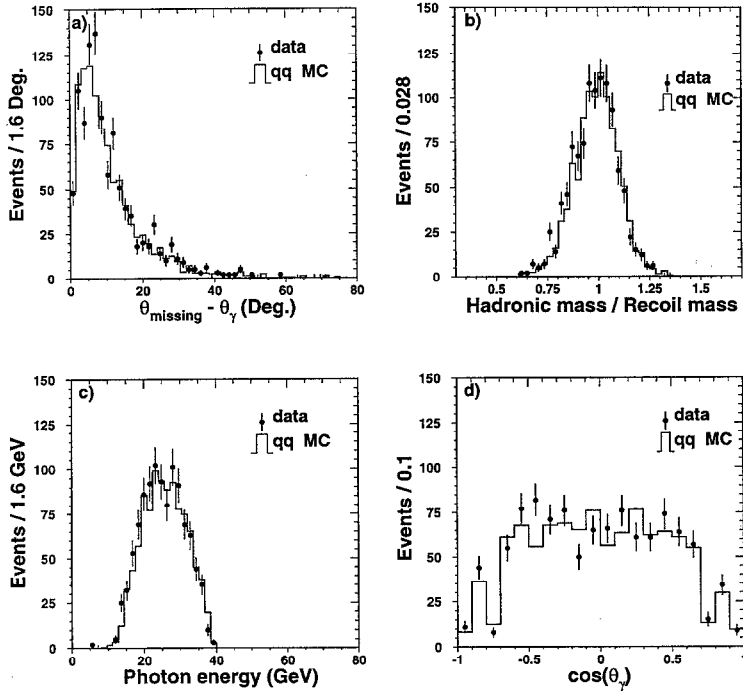 a)
data
qq MC
Events / 1.6 Deg.
150
125
100
75
50
25
0
0 20 40 60 80
θmissing - θγ (Deg.)
b)
data
qq MC
Events / 0.028
150
125
100
75
50
25
0
0.5 0.75 1 1.25 1.5
Hadronic mass / Recoil mass
c)
data
qq MC
Events / 1.6 GeV
150
125
100
75
50
25
0
0 20 40 60 80
Photon energy (GeV)
d)
data
qq MC
Events / 0.1
150
125
100
75
50
25
0
-1 -0.5 0 0.5 1
cos(θγ)